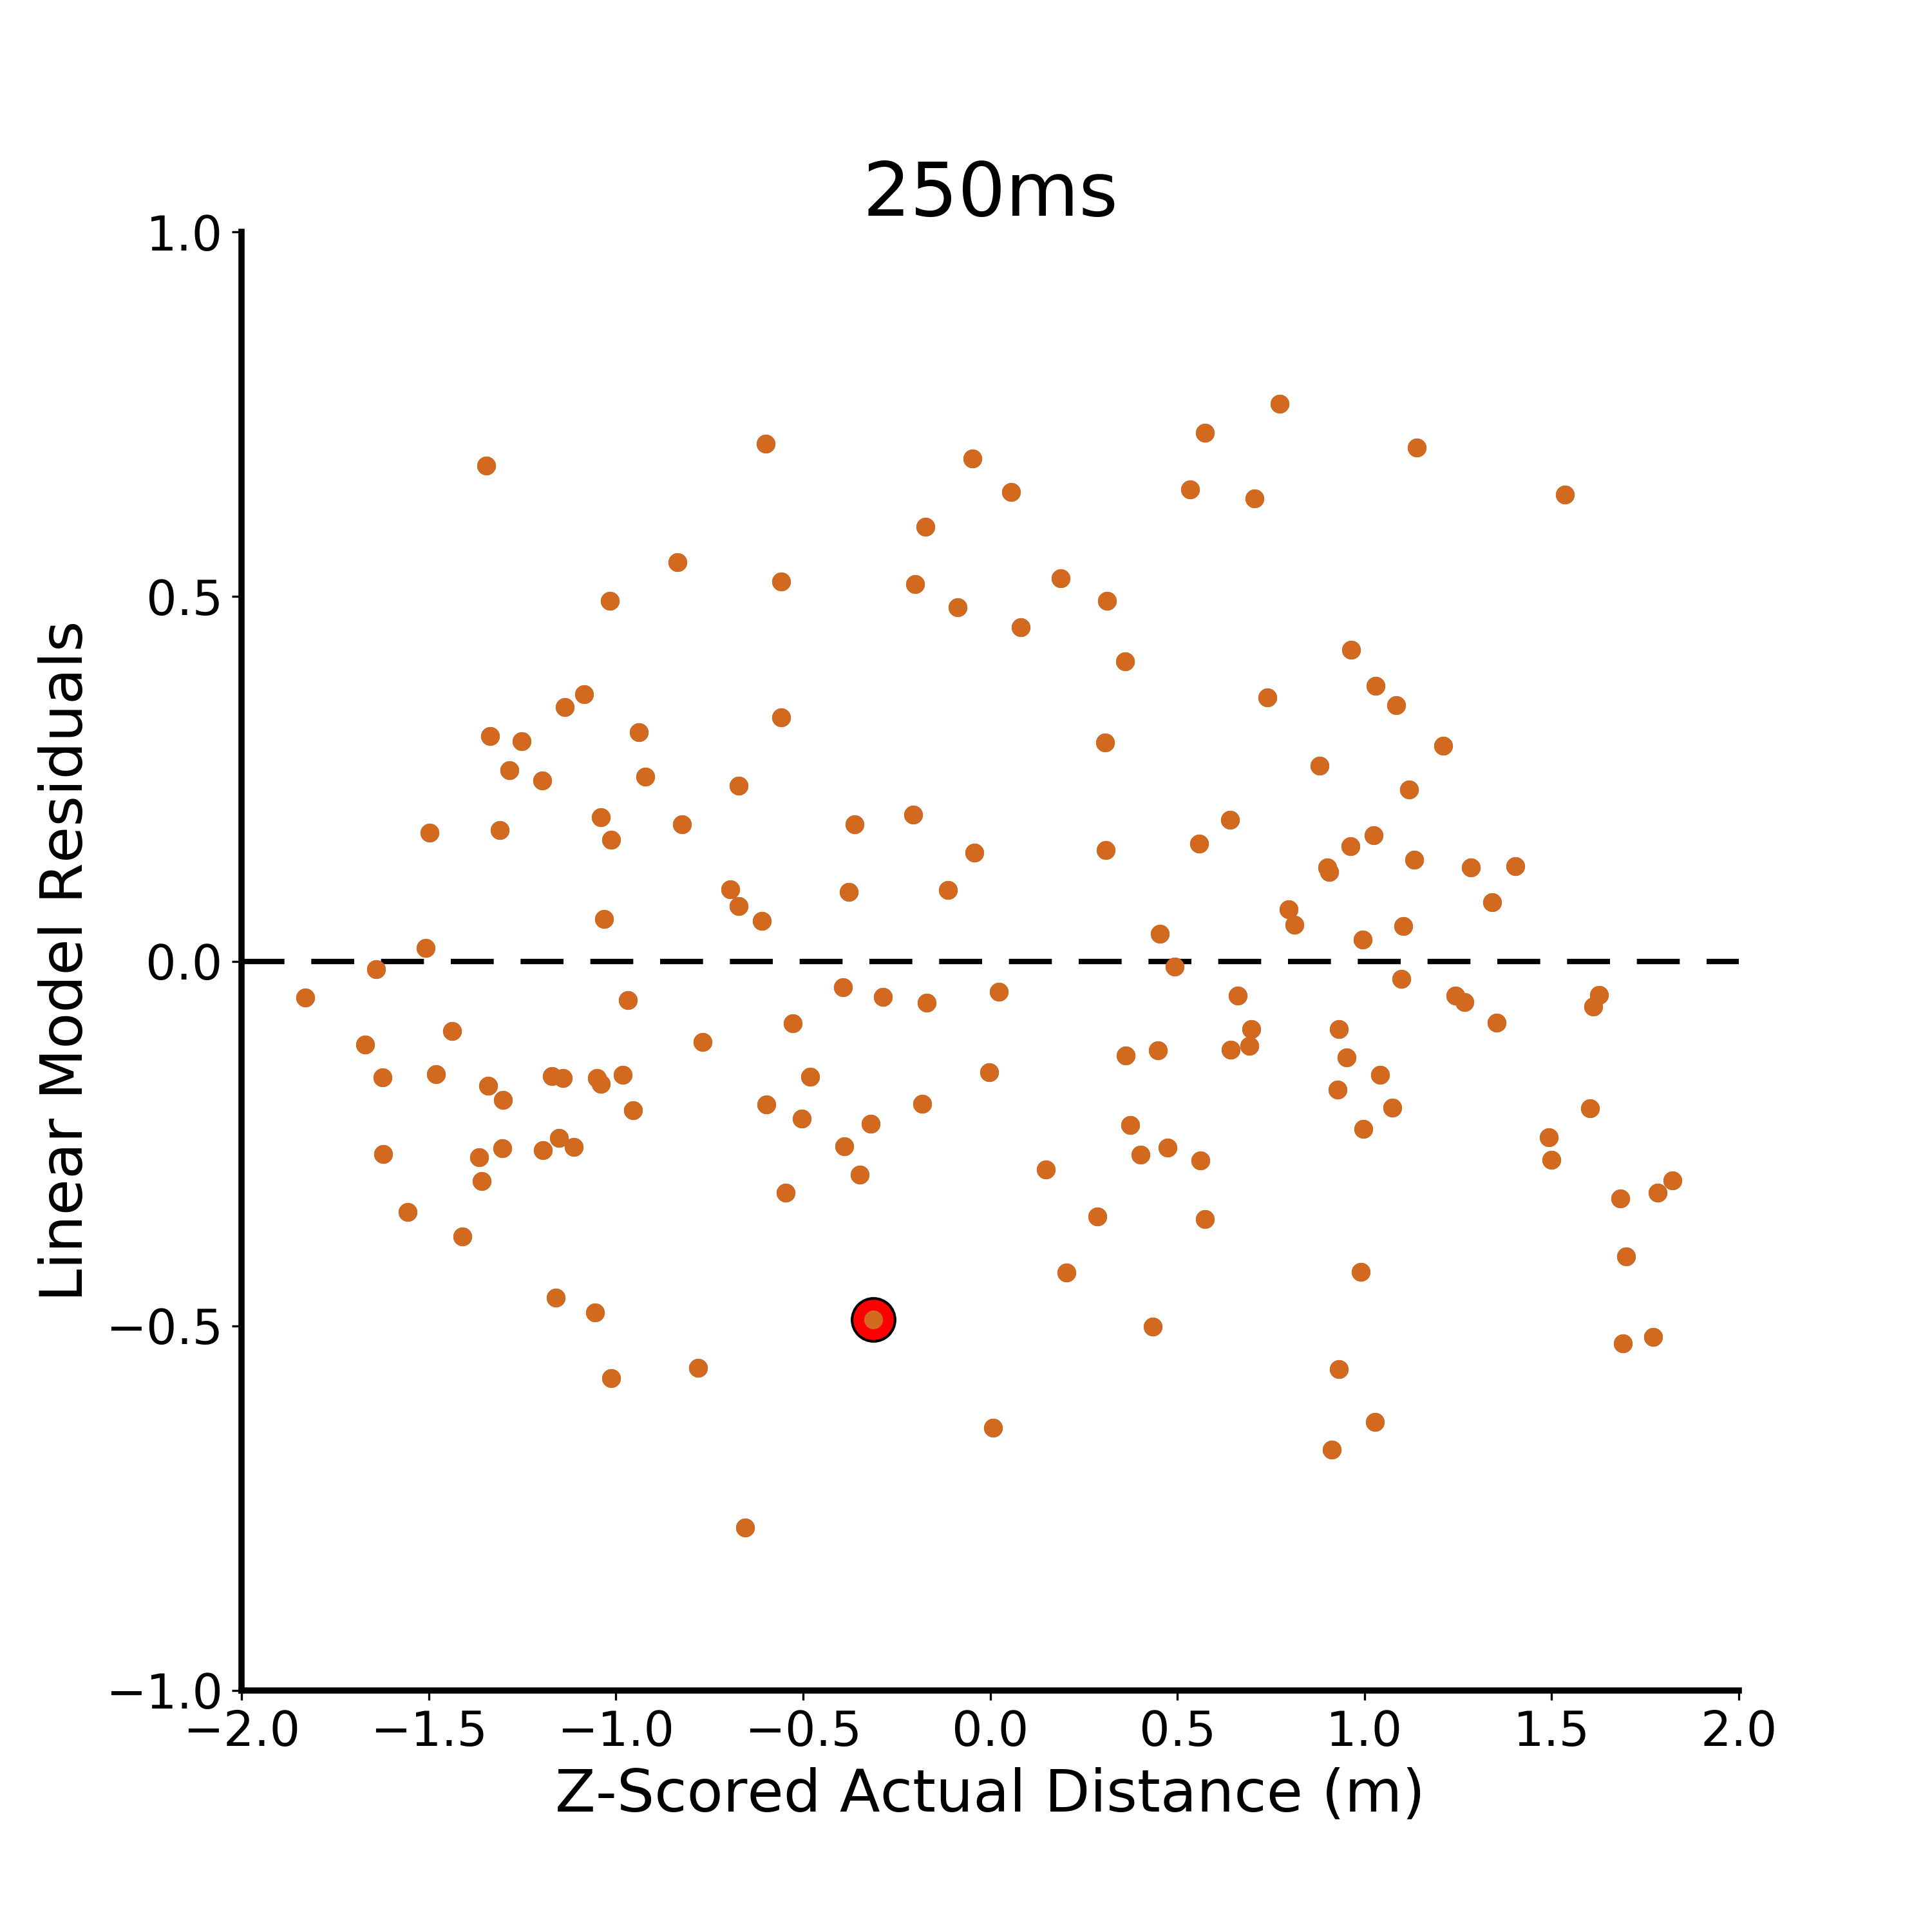 250ms
1.0
0.5
0.0
−0.5
−1.0
Linear Model Residuals
−2.0 −1.5 −1.0 −0.5 0.0 0.5 1.0 1.5 2.0
Z-Scored Actual Distance (m)